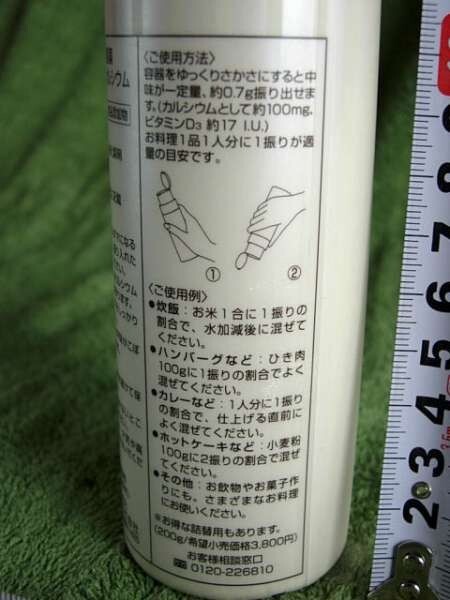 〈ご使用方法〉
容器をゆっくりさかさにすると中
味が一定量、約0.7g振り出せま
す。(カルシウムとして約100mg、
ビタミンD₃ 約17 I.U.)
お料理1品1人分に1振りが適
量の目安です。
① ②
〈ご使用例〉
●炊飯：お米1合に1振りの
割合で、水加減後に混ぜて
ください。
●ハンバーグなど：ひき肉
100gに1振りの割合でよく
混ぜてください。
●カレーなど：1人分に1振り
の割合で、仕上げる直前に
よく混ぜてください。
●ホットケーキなど：小麦粉
100gに2振りの割合で混ぜ
てください。
●その他：お飲物やお菓子作
りにも、さまざまなお料理
にお使いください。
※お得な詰替用もあります。
(200g/希望小売価格3,800円)
お客様相談窓口
0120-226810
9
8
7
6
5
4
3
2